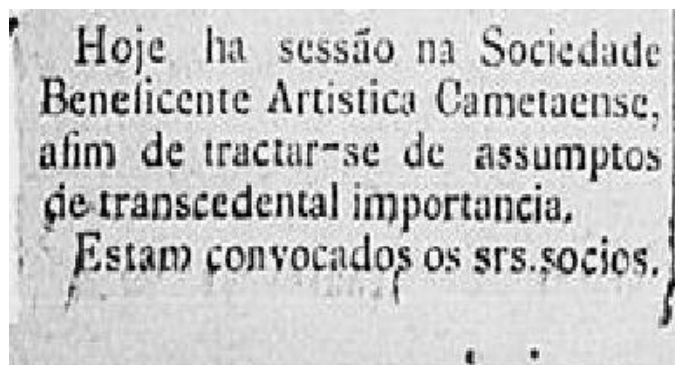 Hoje ha sessão na Sociedade
Beneficente Artistica Cametaense,
afim de tractar-se de assumptos
de transcedental importancia.
Estam convocados os srs. socios.